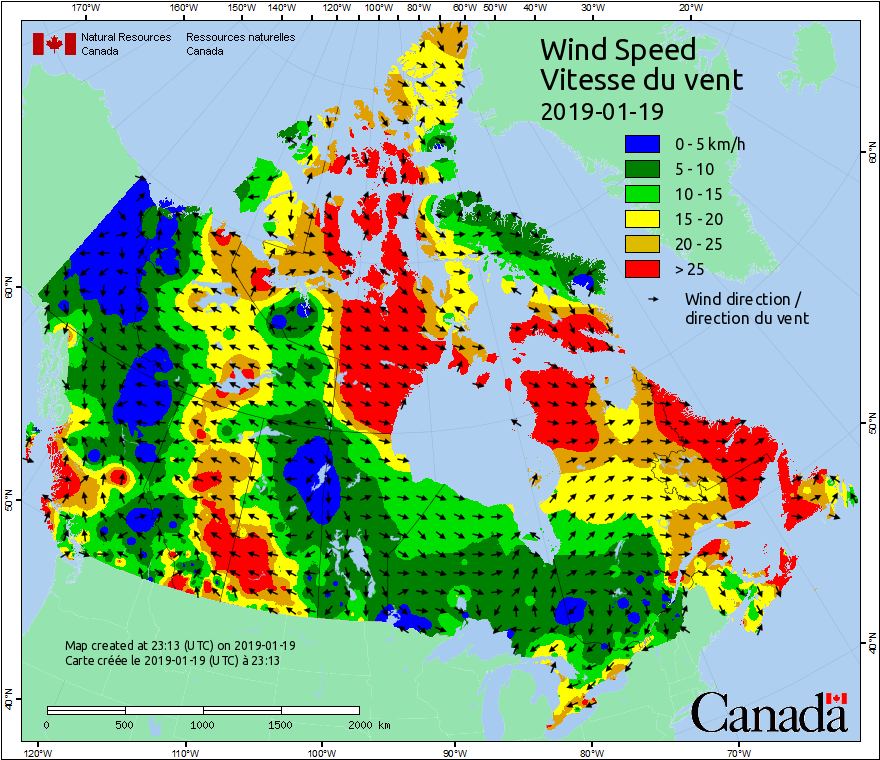 170°W 160°W 150°W 140°W 120°W 100°W 80°W 60°W 50°W 40°W 30°W 20°W
Natural Resources Ressources naturelles
Canada Canada
Wind Speed
Vitesse du vent
2019-01-19
0 - 5 km/h
5 - 10
10 - 15
15 - 20
20 - 25
> 25
Wind direction /
direction du vent
60°N
60°N
50°N
50°N
40°N
40°N
Map created at 23:13 (UTC) on 2019-01-19
Carte créée le 2019-01-19 (UTC) à 23:13
0 500 1000 1500 2000 km
Canada
120°W 110°W 100°W 90°W 80°W 70°W